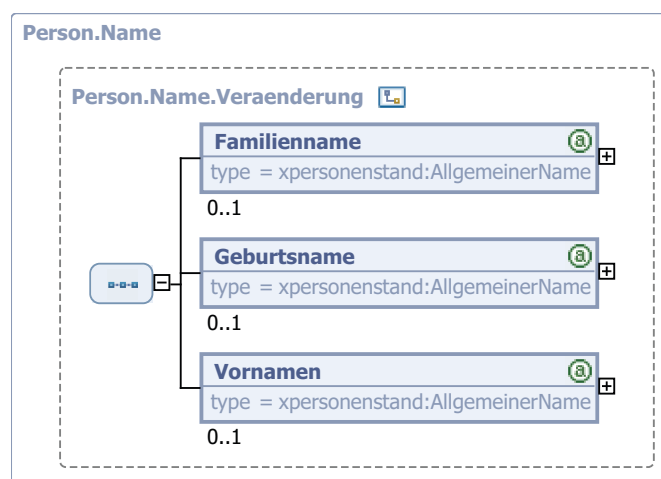 Person.Name
Person.Name.Veraenderung
Familienname
type = xpersonenstand:AllgemeinerName
0..1
Geburtsname
type = xpersonenstand:AllgemeinerName
0..1
Vornamen
type = xpersonenstand:AllgemeinerName
0..1